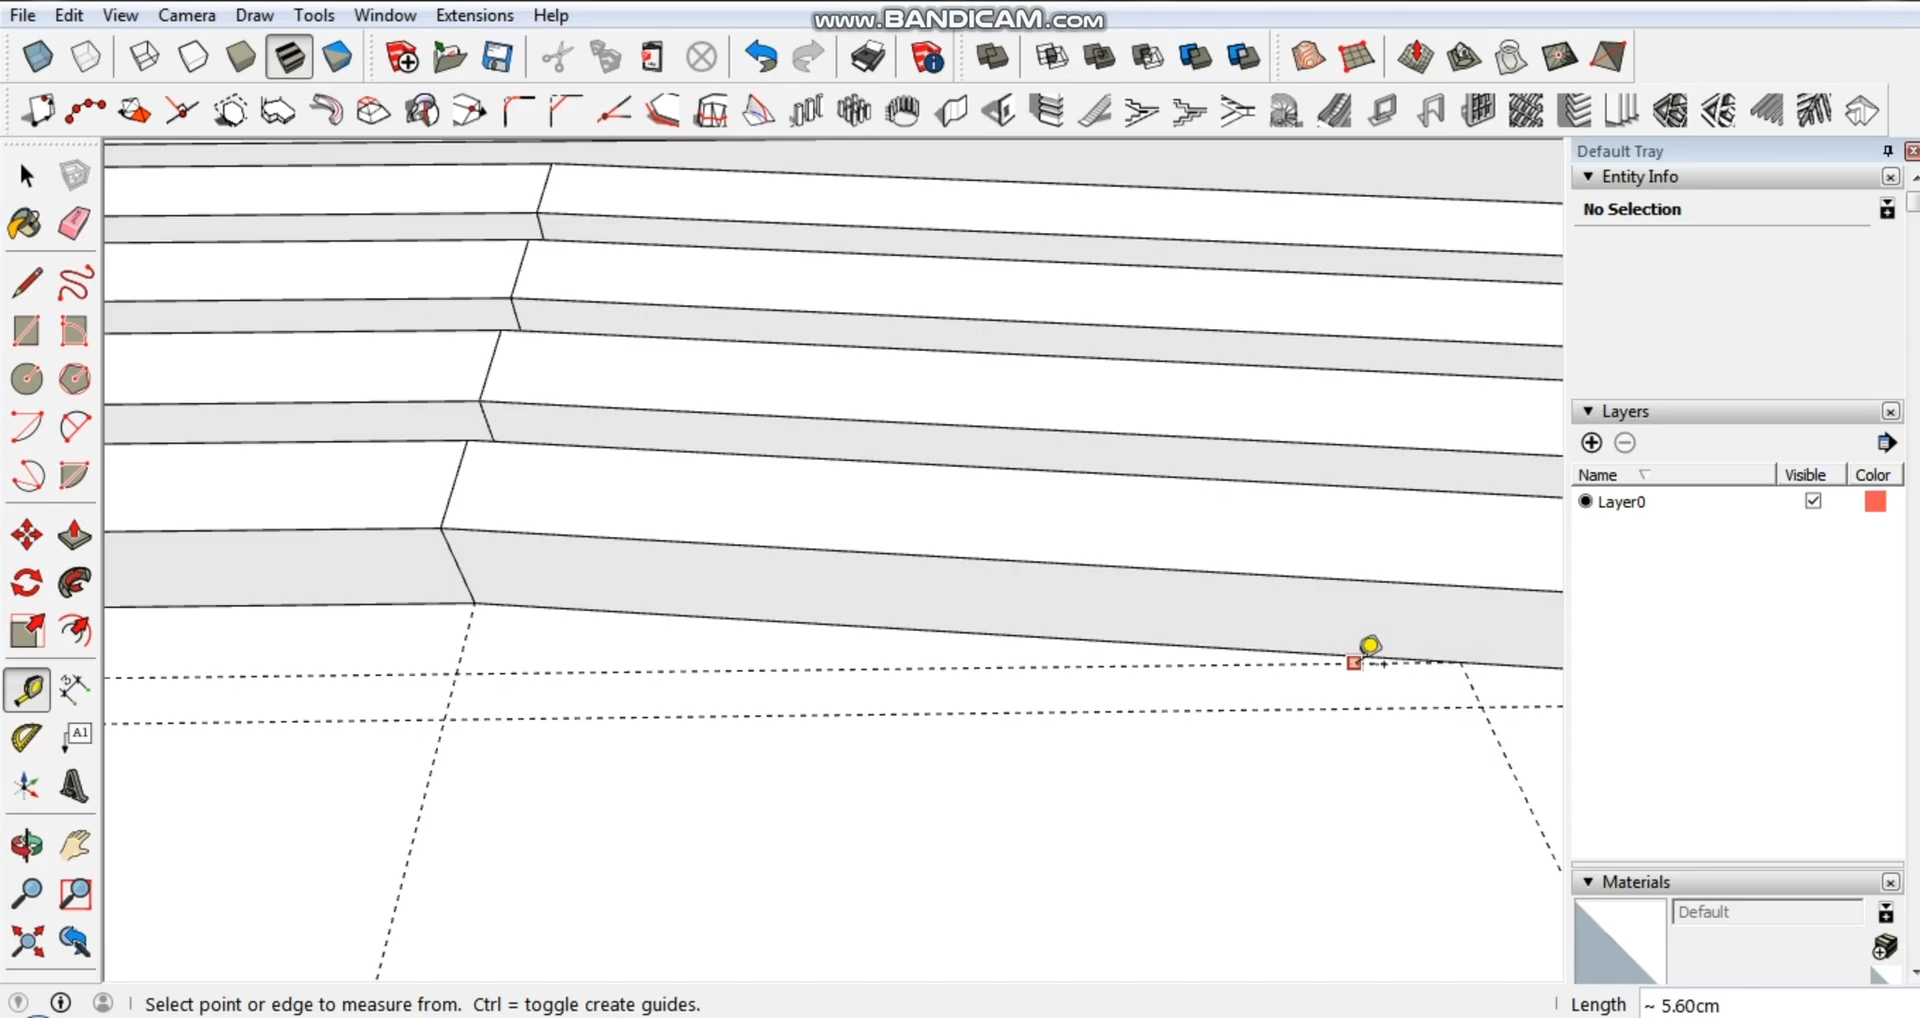 File Edit View Camera Draw Tools Window Extensions Help
www.BANDICAM.com
Default Tray
Entity Info
No Selection
Layers
Name Visible Color
Layer0
Materials
Default
A1
Select point or edge to measure from. Ctrl = toggle create guides.
Length ~ 5.60cm